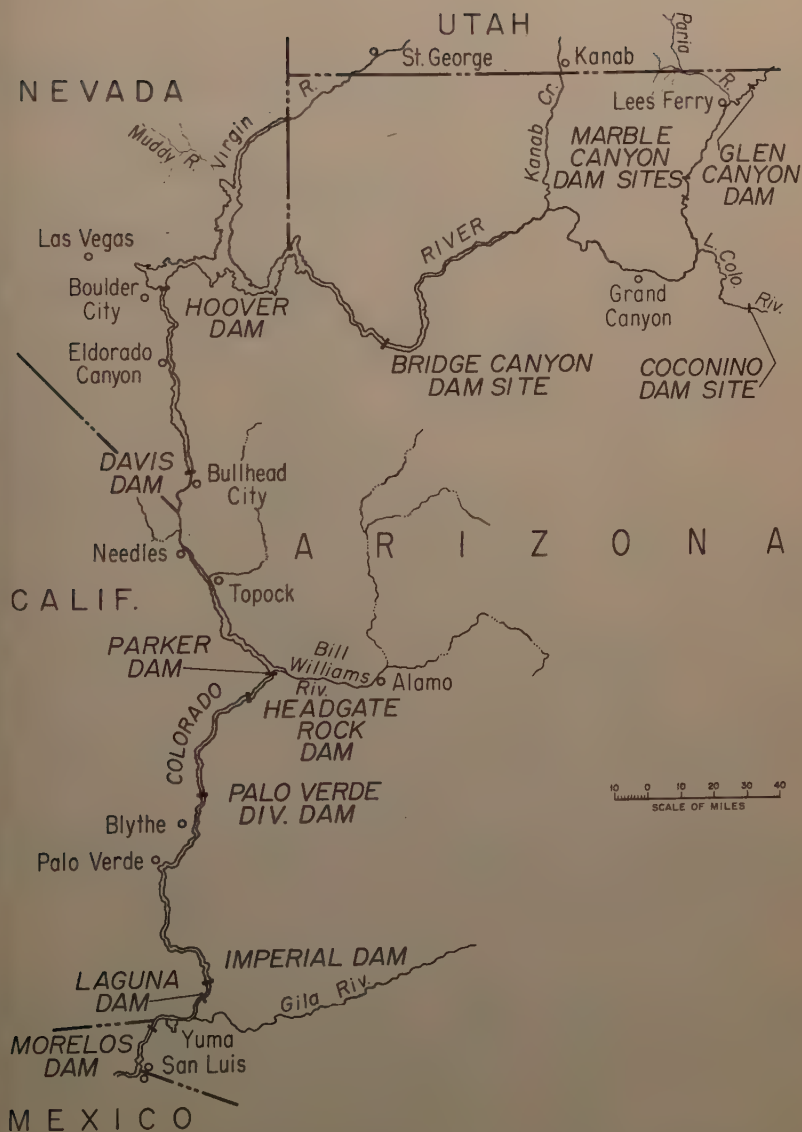 UTAH
St. George
Kanab
Paria
R.
NEVADA
Virgin
R.
Muddy
R.
Kanab
Cr.
Lees Ferry
MARBLE
CANYON
DAM SITES
GLEN
CANYON
DAM
Las Vegas
Boulder
City
HOOVER
DAM
RIVER
L. Colo.
Riv.
Grand
Canyon
Eldorado
Canyon
BRIDGE CANYON
DAM SITE
COCONINO
DAM SITE
DAVIS
DAM
Bullhead
City
ARIZONA
Needles
Topock
CALIF.
PARKER
DAM
Bill
Williams
Riv.
Alamo
HEADGATE
ROCK
DAM
COLORADO
PALO VERDE
DIV. DAM
10 0 10 20 30 40
SCALE OF MILES
Blythe
Palo Verde
IMPERIAL DAM
LAGUNA
DAM
Gila Riv.
MORELOS
DAM
Yuma
San Luis
MEXICO